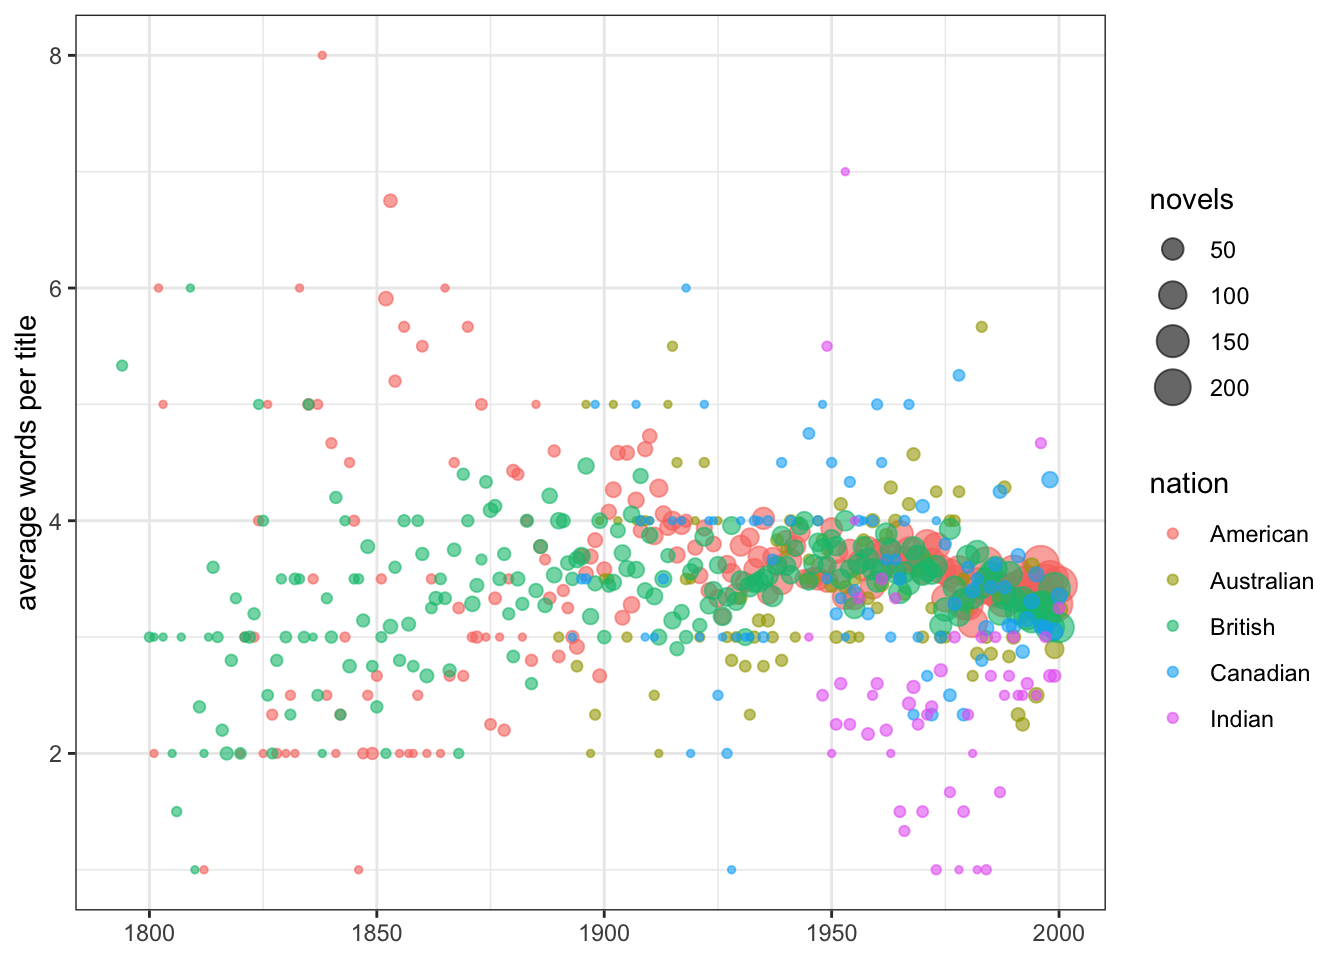 average words per title
8
6
4
2
1800
1850
1900
1950
2000
novels
50
100
150
200
nation
American
Australian
British
Canadian
Indian